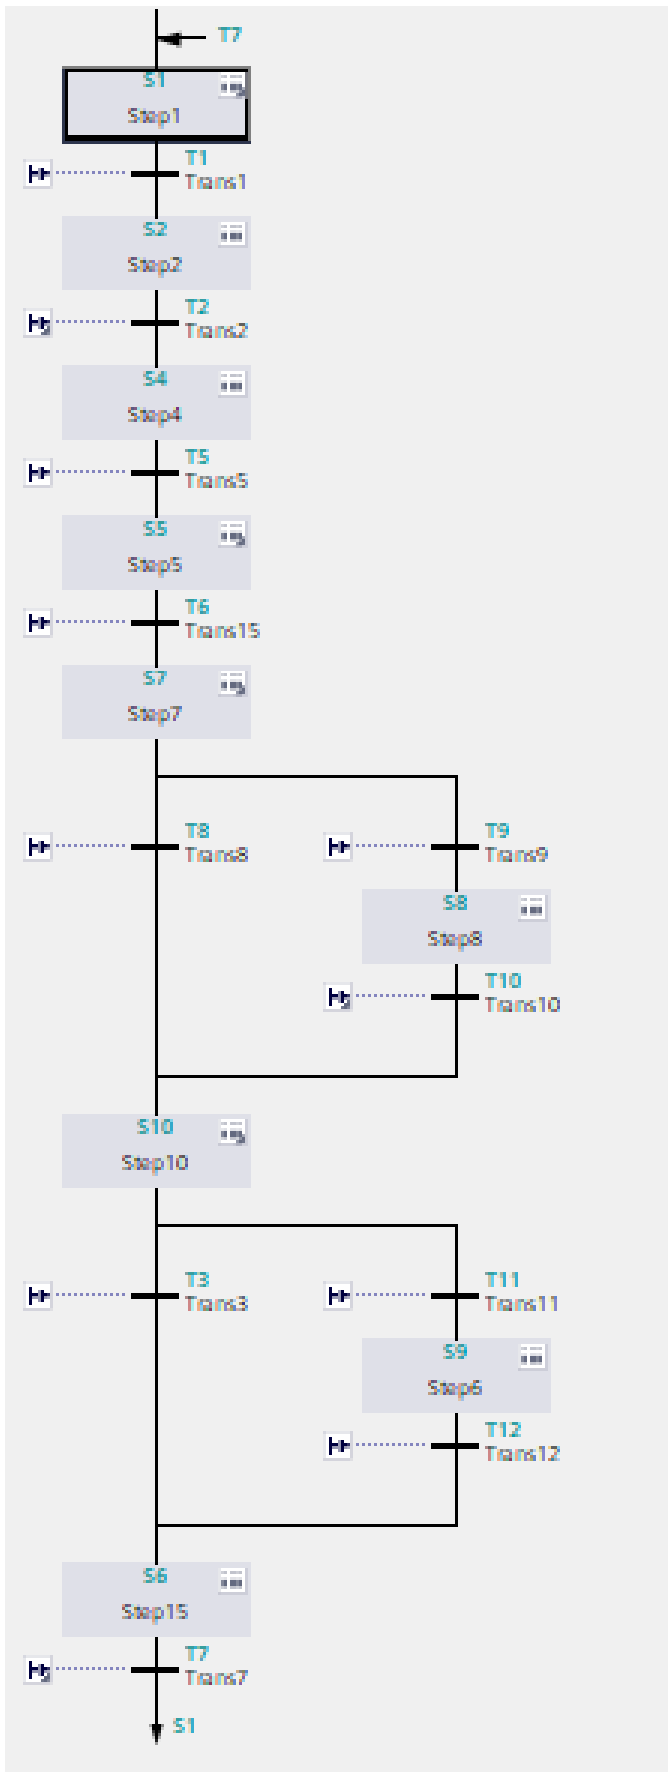 T7
S1
Step1
T1
Trans1
S2
Step2
T2
Trans2
S4
Step4
T5
Trans5
S5
Step5
T6
Trans15
S7
Step7
T8
Trans8
T9
Trans9
S8
Step8
T10
Trans10
S10
Step10
T3
Trans3
T11
Trans11
S9
Step6
T12
Trans12
S6
Step15
T7
Trans7
S1